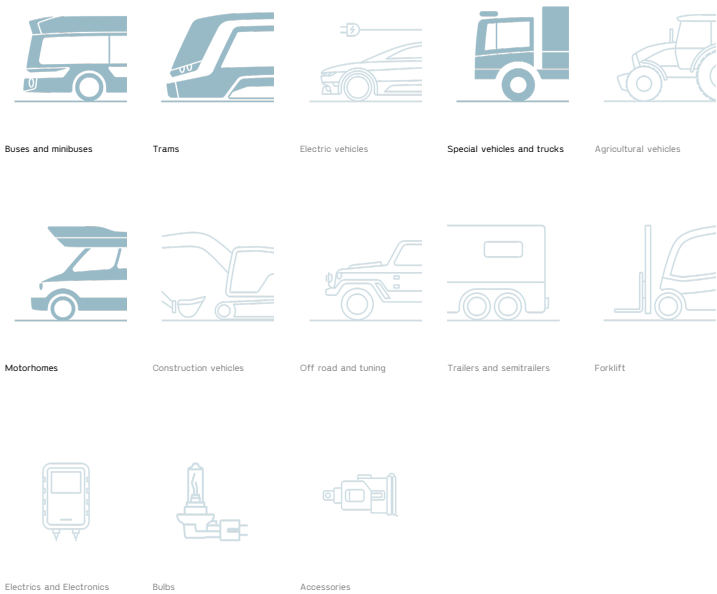 Buses and minibuses
Trams
Electric vehicles
Special vehicles and trucks
Agricultural vehicles
Motorhomes
Construction vehicles
Off road and tuning
Trailers and semitrailers
Forklift
Electrics and Electronics
Bulbs
Accessories